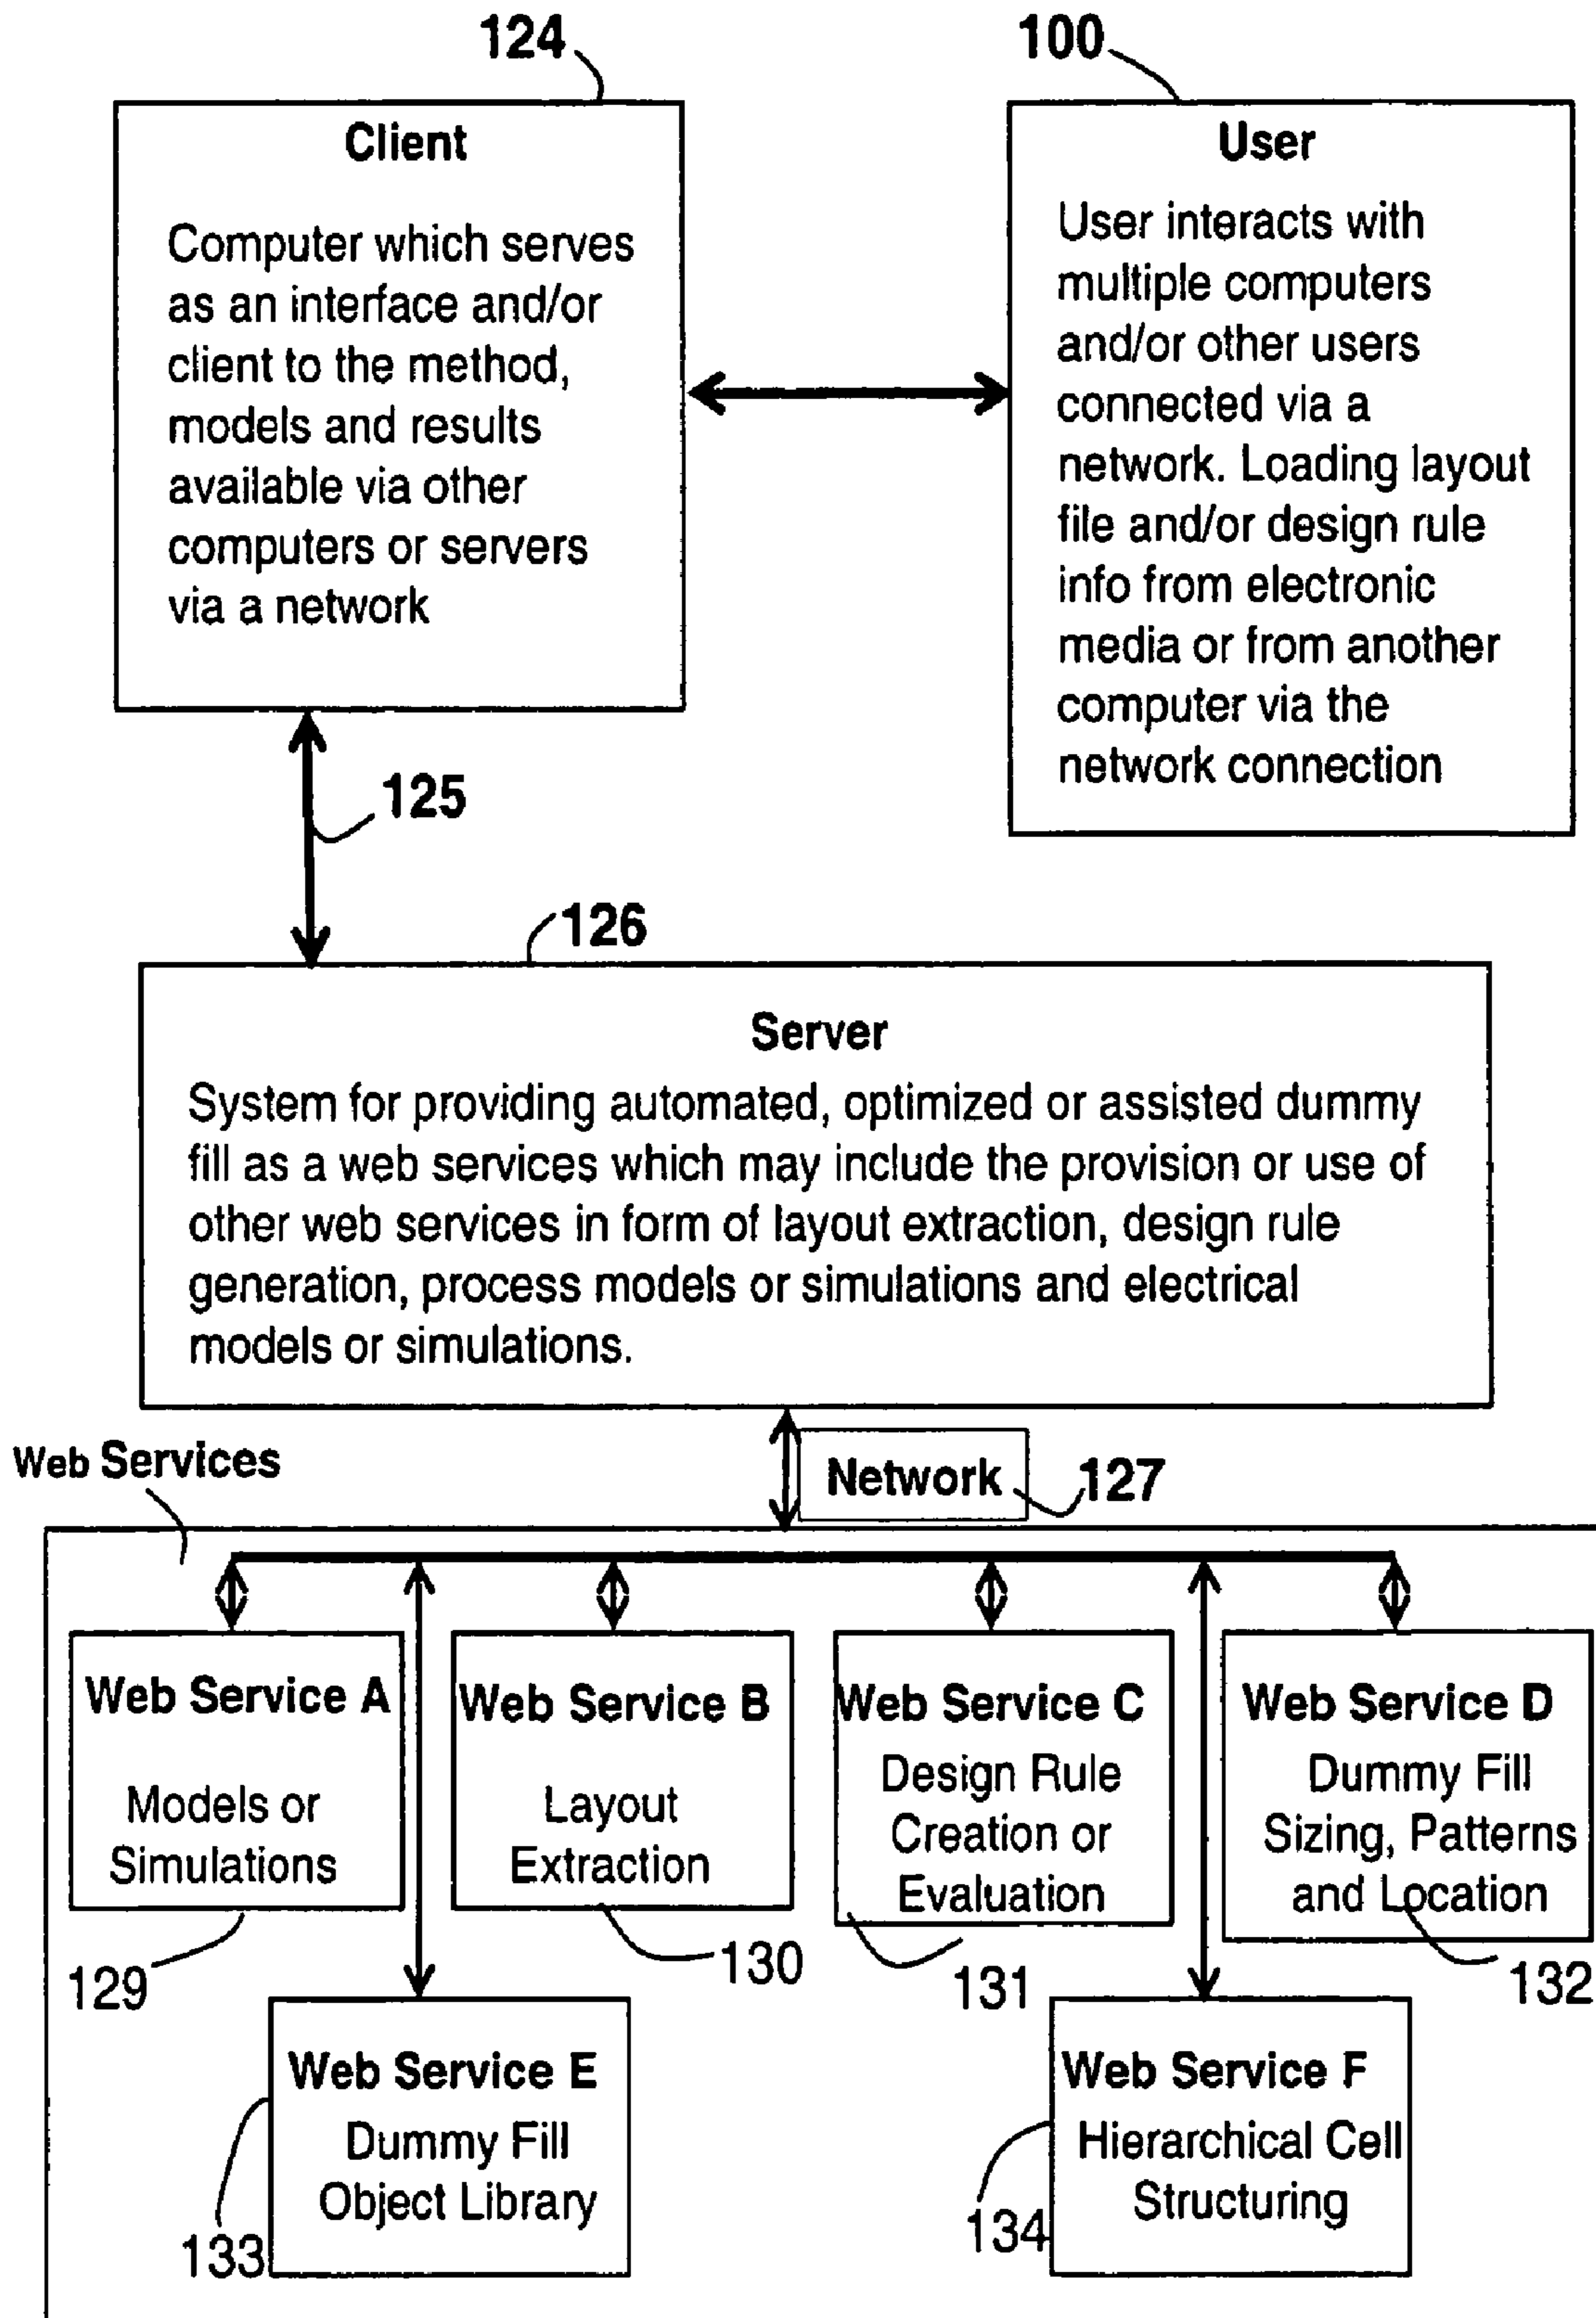 124
100
Client
Computer which serves
as an interface and/or
client to the method,
models and results
available via other
computers or servers
via a network
User
User interacts with
multiple computers
and/or other users
connected via a
network. Loading layout
file and/or design rule
info from electronic
media or from another
computer via the
network connection
125
126
Server
System for providing automated, optimized or assisted dummy
fill as a web services which may include the provision or use of
other web services in form of layout extraction, design rule
generation, process models or simulations and electrical
models or simulations.
Web Services
Network
127
Web Service A
Models or
Simulations
129
Web Service B
Layout
Extraction
130
Web Service C
Design Rule
Creation or
Evaluation
131
Web Service D
Dummy Fill
Sizing, Patterns
and Location
132
Web Service E
Dummy Fill
Object Library
133
Web Service F
Hierarchical Cell
Structuring
134